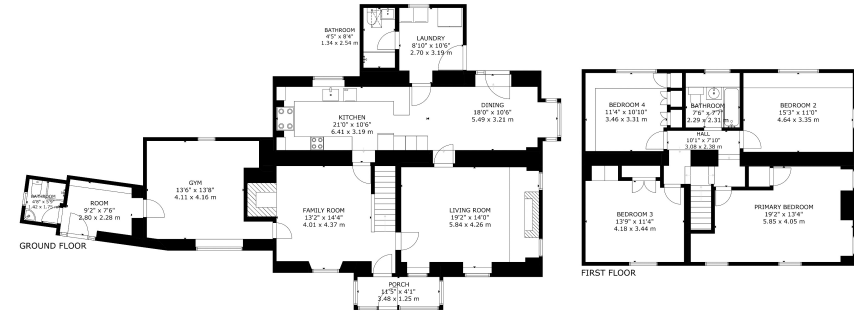 BATHROOM
4'5" x 8'4"
1.34 x 2.54 m
LAUNDRY
8'10" x 10'6"
2.70 x 3.19 m
KITCHEN
21'0" x 10'6"
6.41 x 3.19 m
DINING
18'0" x 10'6"
5.49 x 3.21 m
GYM
13'6" x 13'8"
4.11 x 4.16 m
BATHROOM
ROOM
9'2" x 7'6"
2.80 x 2.28 m
FAMILY ROOM
13'2" x 14'4"
4.01 x 4.37 m
LIVING ROOM
19'2" x 14'0"
5.84 x 4.26 m
PORCH
11'5" x 4'1"
3.48 x 1.25 m
GROUND FLOOR
BEDROOM 4
11'4" x 10'10"
3.46 x 3.31 m
BATHROOM
7'6" x 7'7"
2.29 x 2.31 m
BEDROOM 2
15'3" x 11'0"
4.64 x 3.35 m
HALL
10'1" x 7'10"
3.08 x 2.38 m
BEDROOM 3
13'9" x 11'4"
4.18 x 3.44 m
PRIMARY BEDROOM
19'2" x 13'4"
5.85 x 4.05 m
FIRST FLOOR